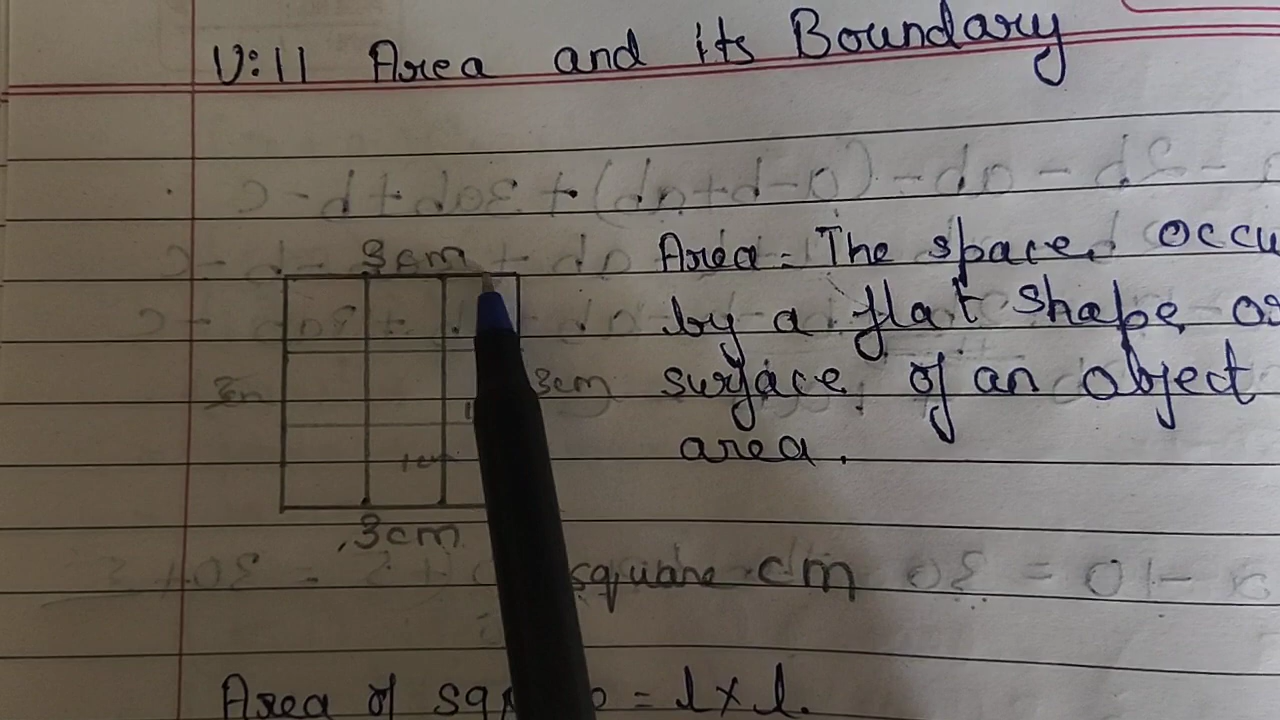 U:11 Area and its Boundary
3cm
Area - The space occu
by a flat shape
3cm
surface of an object
area.
3cm
square cm
Area of sq = l x l.